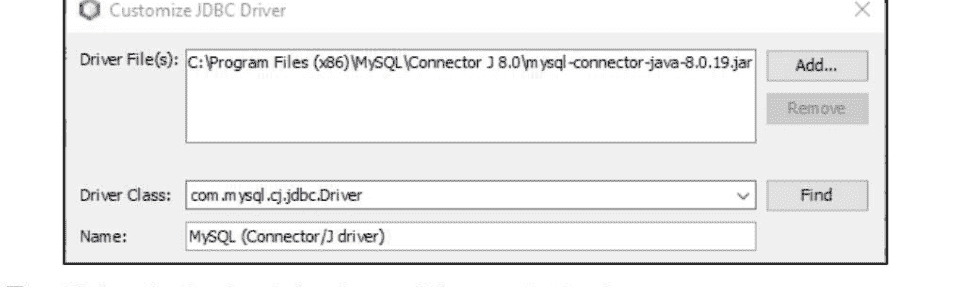 Customize JDBC Driver
Driver File(s): C:\Program Files (x86)\MySQL\Connector J 8.0\mysql-connector-java-8.0.19.jar Add...
Remove
Driver Class: com.mysql.cj.jdbc.Driver Find
Name: MySQL (Connector/J driver)